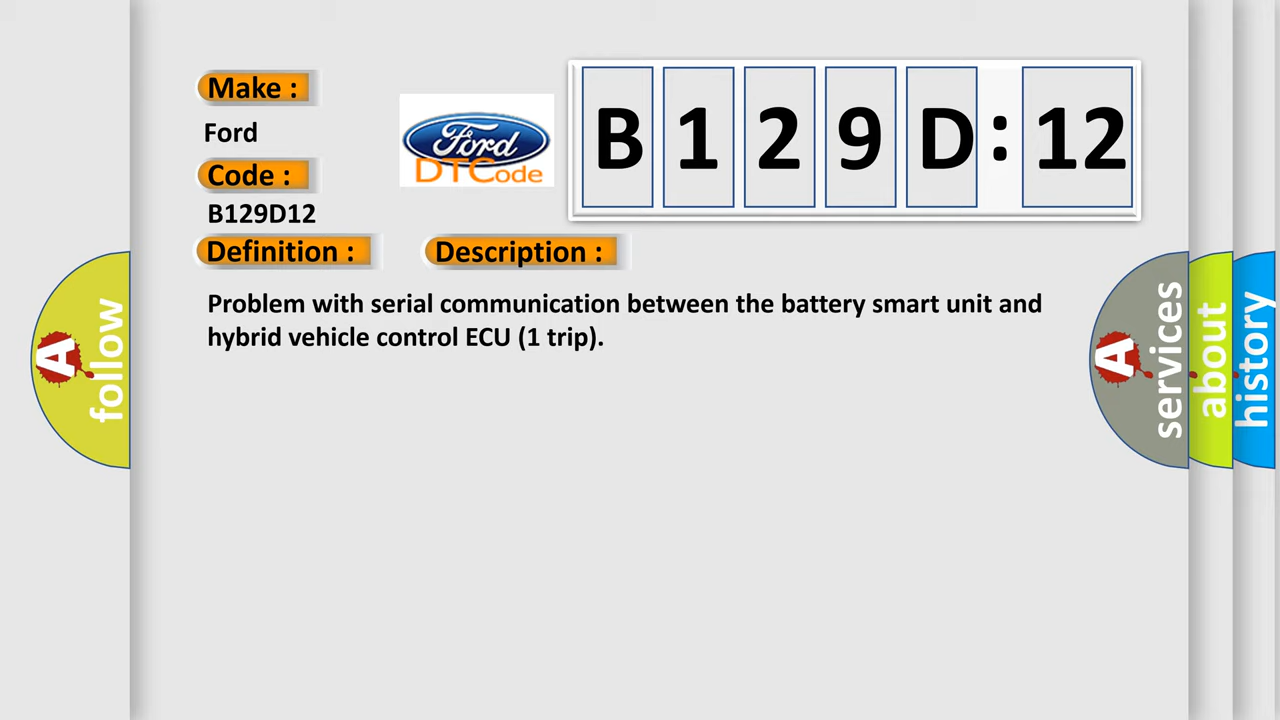 Make :
Ford
Code :
B129D12
Ford
DTCode
B 1 2 9 D : 12
Definition :
Description :
Problem with serial communication between the battery smart unit and
hybrid vehicle control ECU (1 trip).
A
follow
A
services
about
history